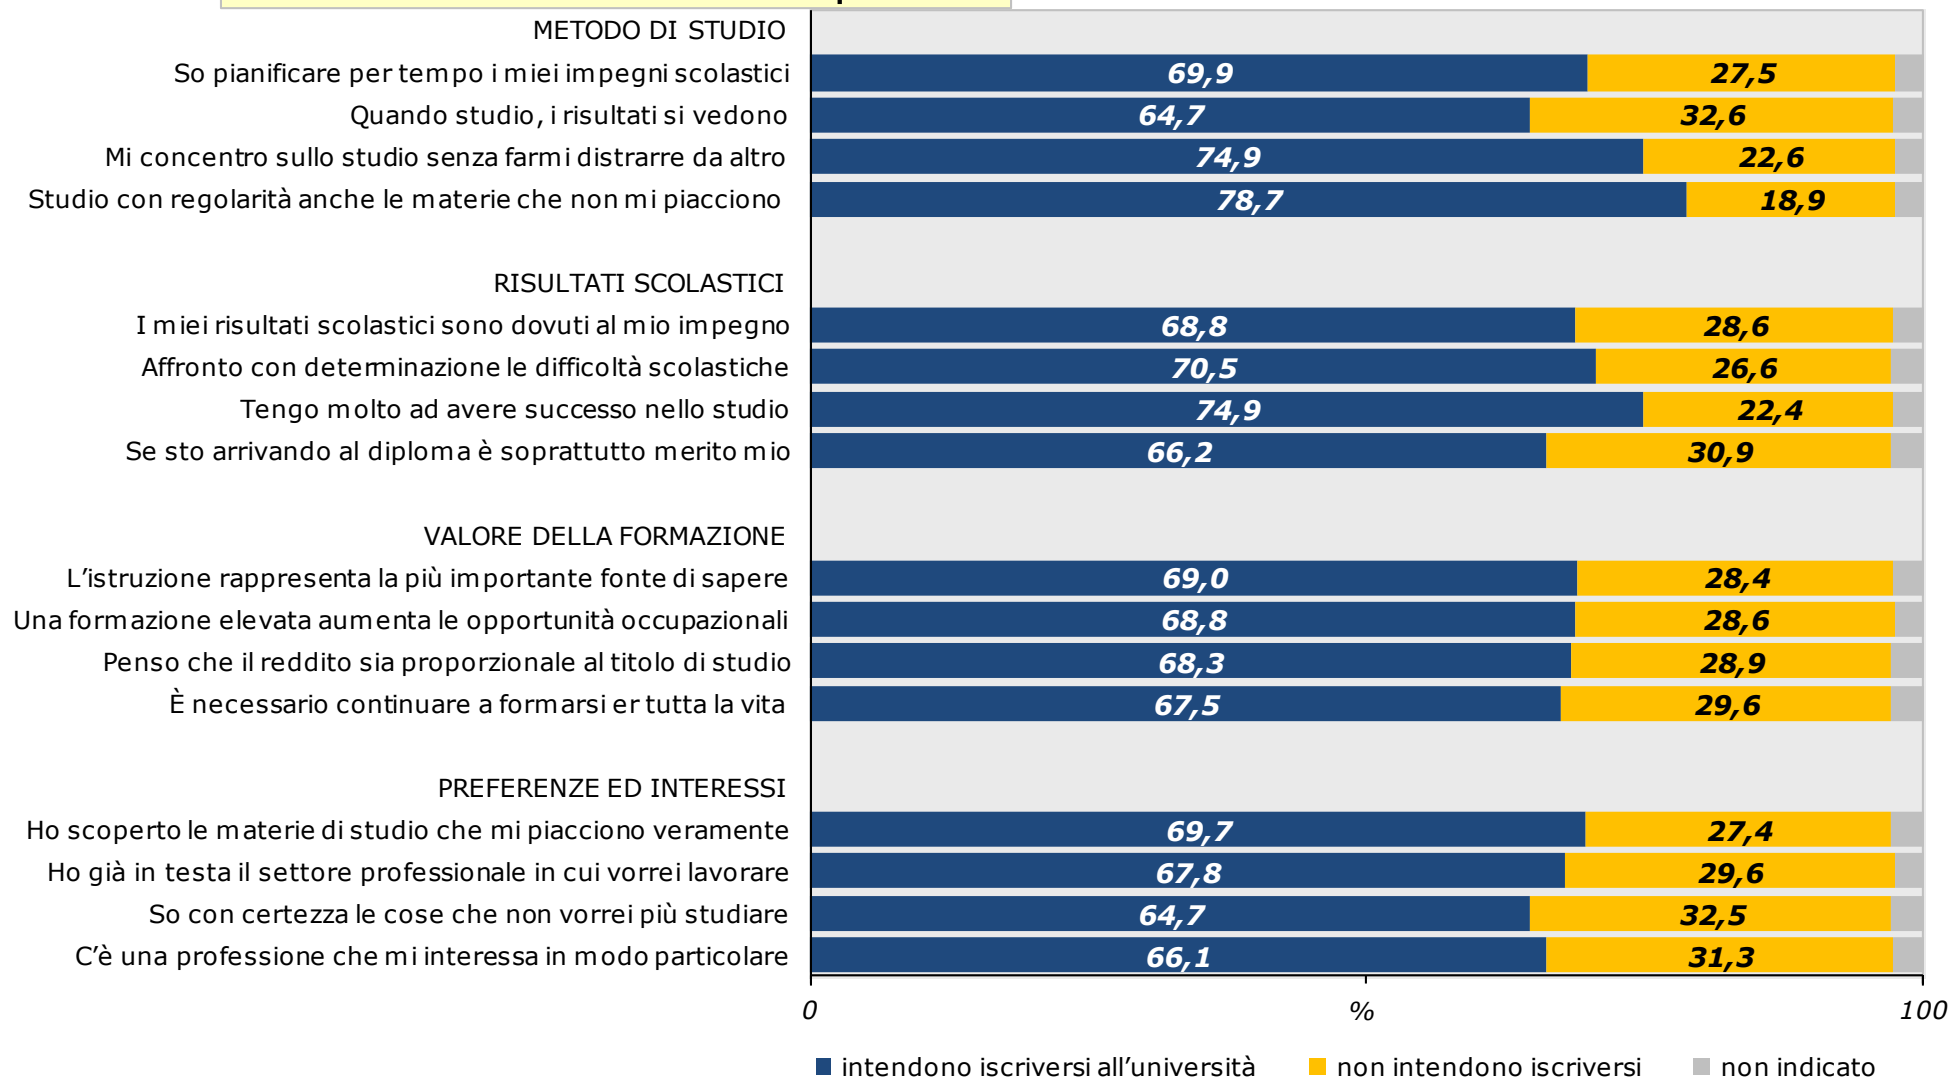 METODO DI STUDIO
So pianificare per tempo i miei impegni scolastici 69,9 27,5
Quando studio, i risultati si vedono 64,7 32,6
Mi concentro sullo studio senza farmi distrarre da altro 74,9 22,6
Studio con regolarità anche le materie che non mi piacciono 78,7 18,9
RISULTATI SCOLASTICI
I miei risultati scolastici sono dovuti al mio impegno 68,8 28,6
Affronto con determinazione le difficoltà scolastiche 70,5 26,6
Tengo molto ad avere successo nello studio 74,9 22,4
Se sto arrivando al diploma è soprattutto merito mio 66,2 30,9
VALORE DELLA FORMAZIONE
L’istruzione rappresenta la più importante fonte di sapere 69,0 28,4
Una formazione elevata aumenta le opportunità occupazionali 68,8 28,6
Penso che il reddito sia proporzionale al titolo di studio 68,3 28,9
È necessario continuare a formarsi er tutta la vita 67,5 29,6
PREFERENZE ED INTERESSI
Ho scoperto le materie di studio che mi piacciono veramente 69,7 27,4
Ho già in testa il settore professionale in cui vorrei lavorare 67,8 29,6
So con certezza le cose che non vorrei più studiare 64,7 32,5
C’è una professione che mi interessa in modo particolare 66,1 31,3
0 % 100
intendono iscriversi all’università non intendono iscriversi non indicato